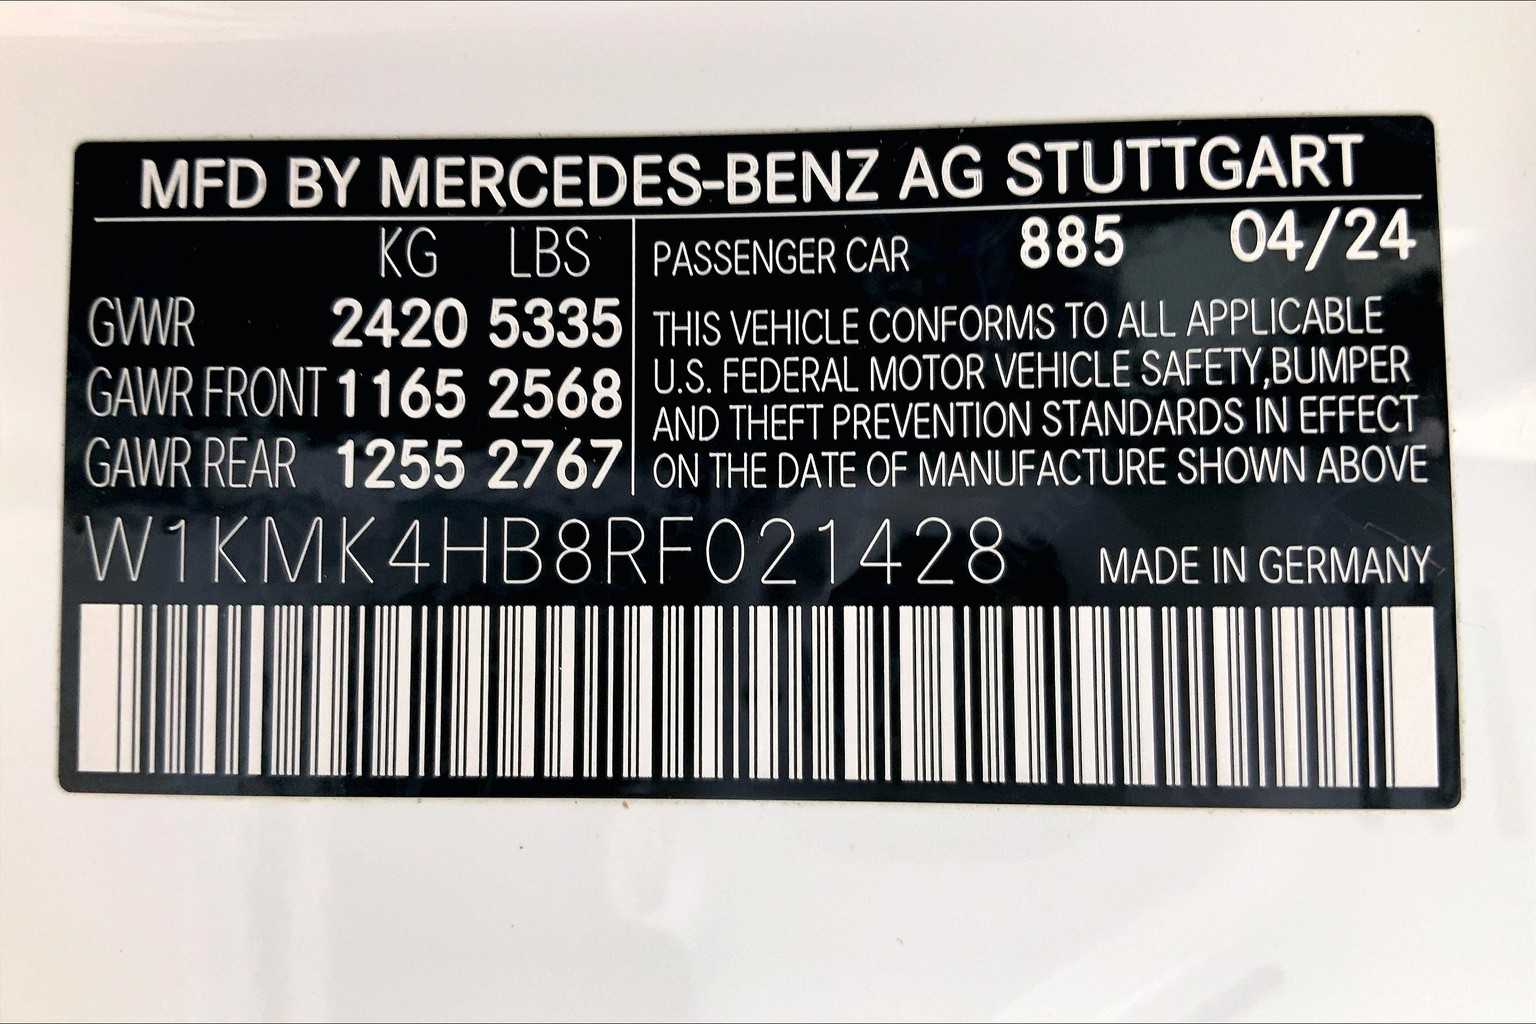 MFD BY MERCEDES-BENZ AG STUTTGART
KG LBS
GVWR 2420 5335
GAWR FRONT 1165 2568
GAWR REAR 1255 2767
PASSENGER CAR 885 04/24
THIS VEHICLE CONFORMS TO ALL APPLICABLE
U.S. FEDERAL MOTOR VEHICLE SAFETY,BUMPER
AND THEFT PREVENTION STANDARDS IN EFFECT
ON THE DATE OF MANUFACTURE SHOWN ABOVE
W1KMK4HB8RF021428
MADE IN GERMANY